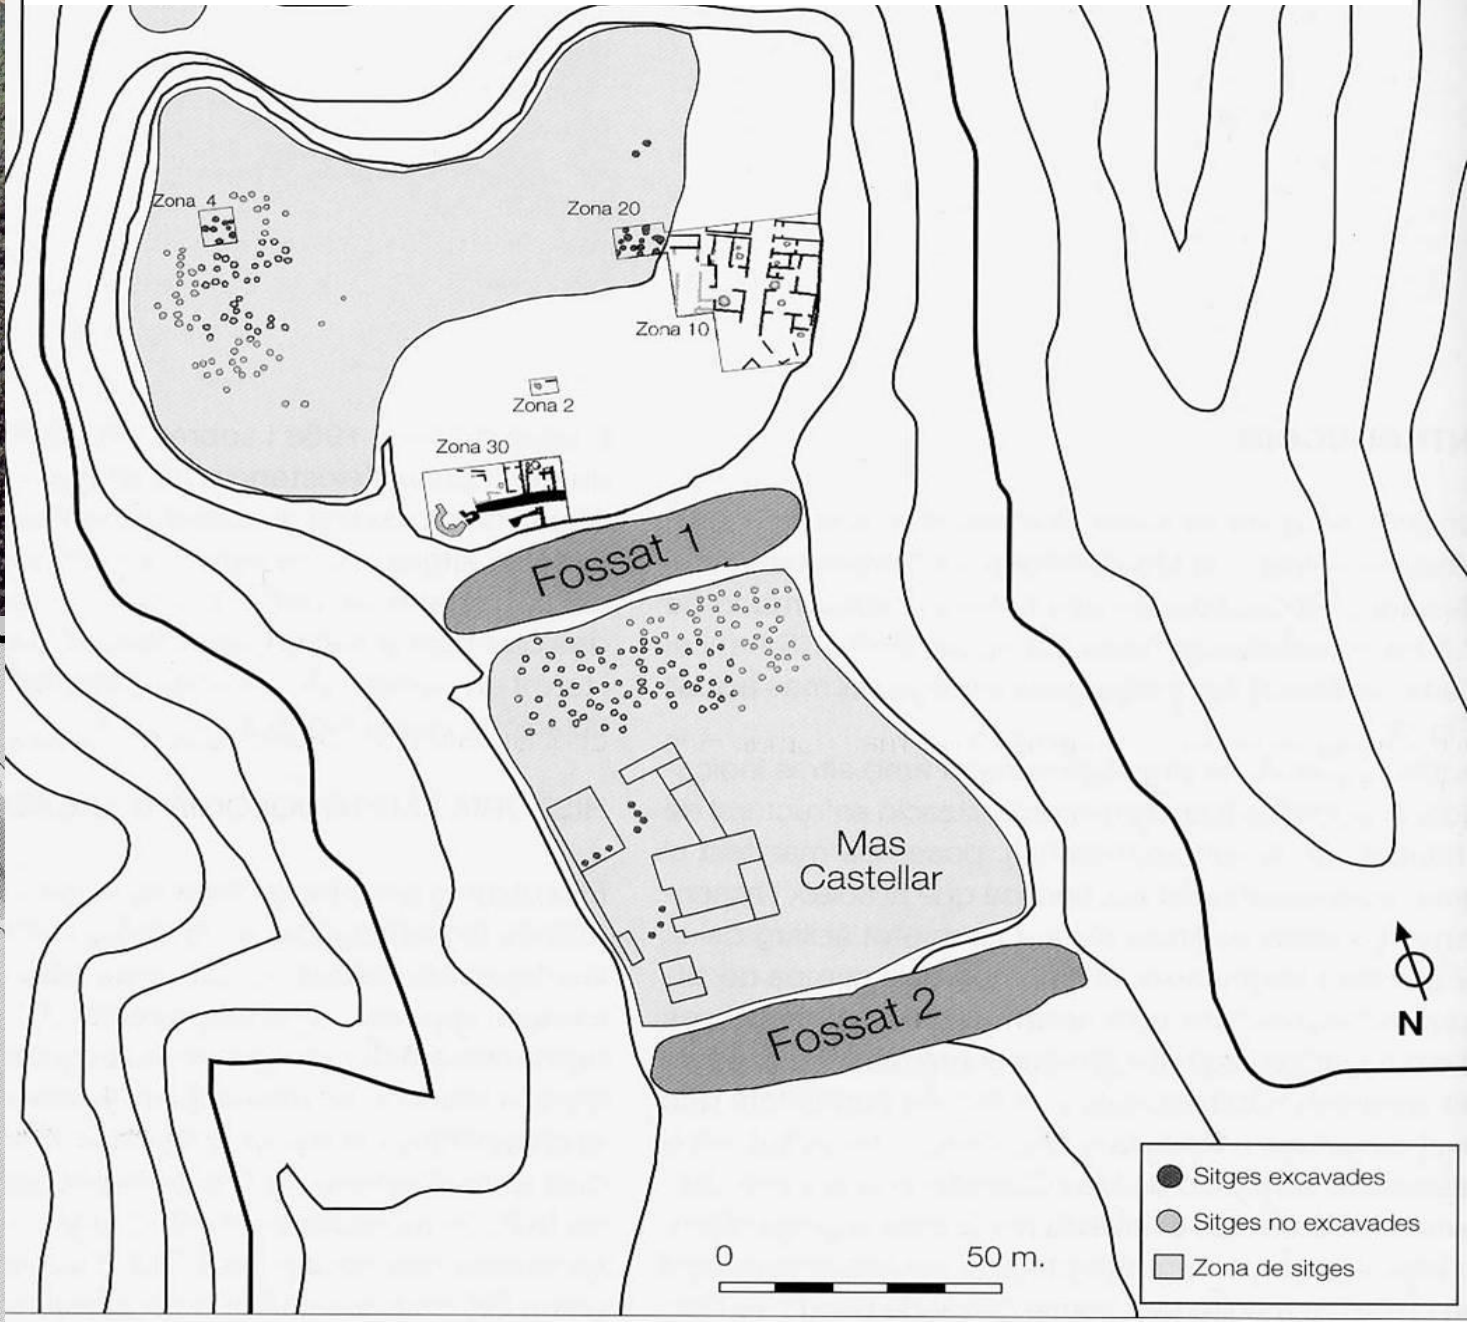 Zona 4
Zona 20
Zona 10
Zona 2
Zona 30
Fossat 1
Mas
Castellar
Fossat 2
N
Sitges excavades
Sitges no excavades
Zona de sitges
0 50 m.